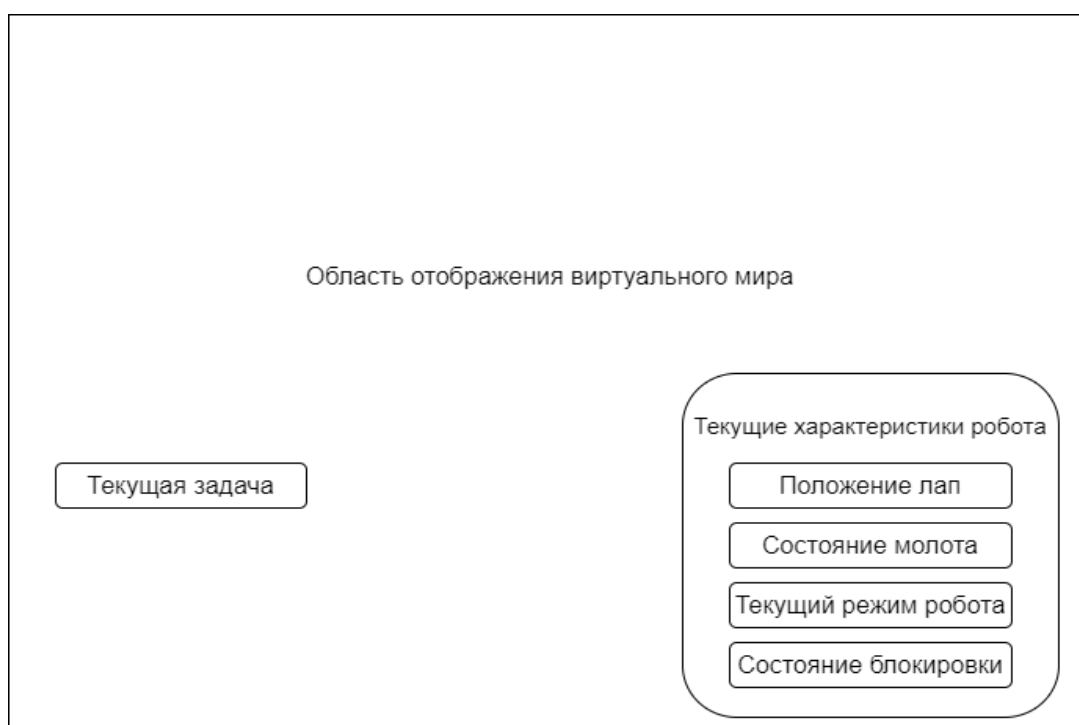 Область отображения виртуального мира
Текущие характеристики робота
Текущая задача
Положение лап
Состояние молота
Текущий режим робота
Состояние блокировки